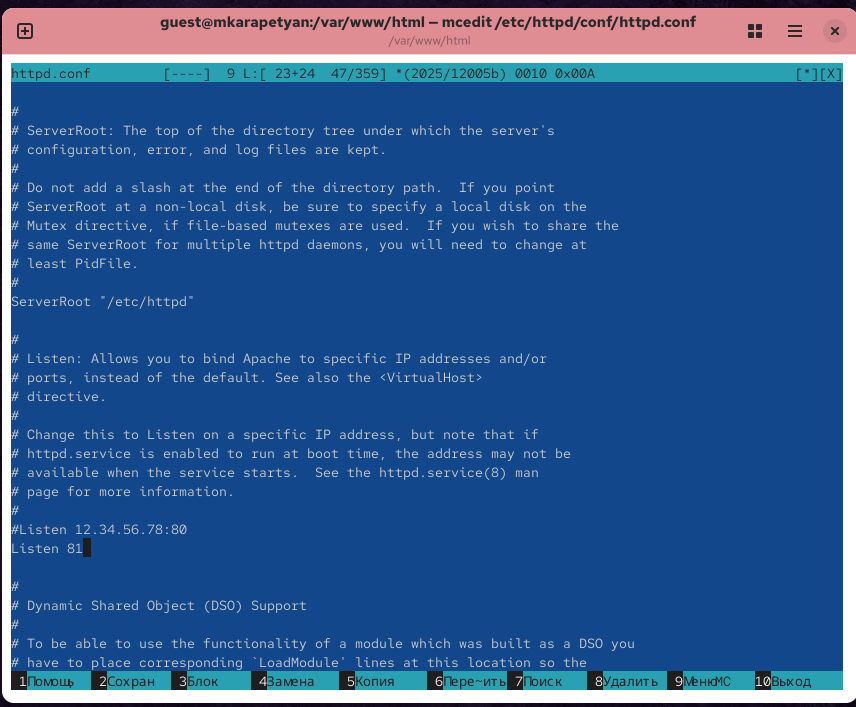 guest@mkarapetyan:/var/www/html — mcedit /etc/httpd/conf/httpd.conf
/var/www/html
httpd.conf         [----]  9 L:[ 23+24  47/359] *(2025/12005b) 0010 0x00A                         [*][X]
#
# ServerRoot: The top of the directory tree under which the server's
# configuration, error, and log files are kept.
#
# Do not add a slash at the end of the directory path.  If you point
# ServerRoot at a non-local disk, be sure to specify a local disk on the
# Mutex directive, if file-based mutexes are used.  If you wish to share the
# same ServerRoot for multiple httpd daemons, you will need to change at
# least PidFile.
#
ServerRoot "/etc/httpd"
#
# Listen: Allows you to bind Apache to specific IP addresses and/or
# ports, instead of the default. See also the <VirtualHost>
# directive.
#
# Change this to Listen on a specific IP address, but note that if
# httpd.service is enabled to run at boot time, the address may not be
# available when the service starts.  See the httpd.service(8) man
# page for more information.
#
#Listen 12.34.56.78:80
Listen 81
#
# Dynamic Shared Object (DSO) Support
#
# To be able to use the functionality of a module which was built as a DSO you
# have to place corresponding `LoadModule' lines at this location so the
1Помощь 2Сохран 3Блок 4Замена 5Копия 6Пере~ить 7Поиск 8Удалить 9МенюMC 10Выход